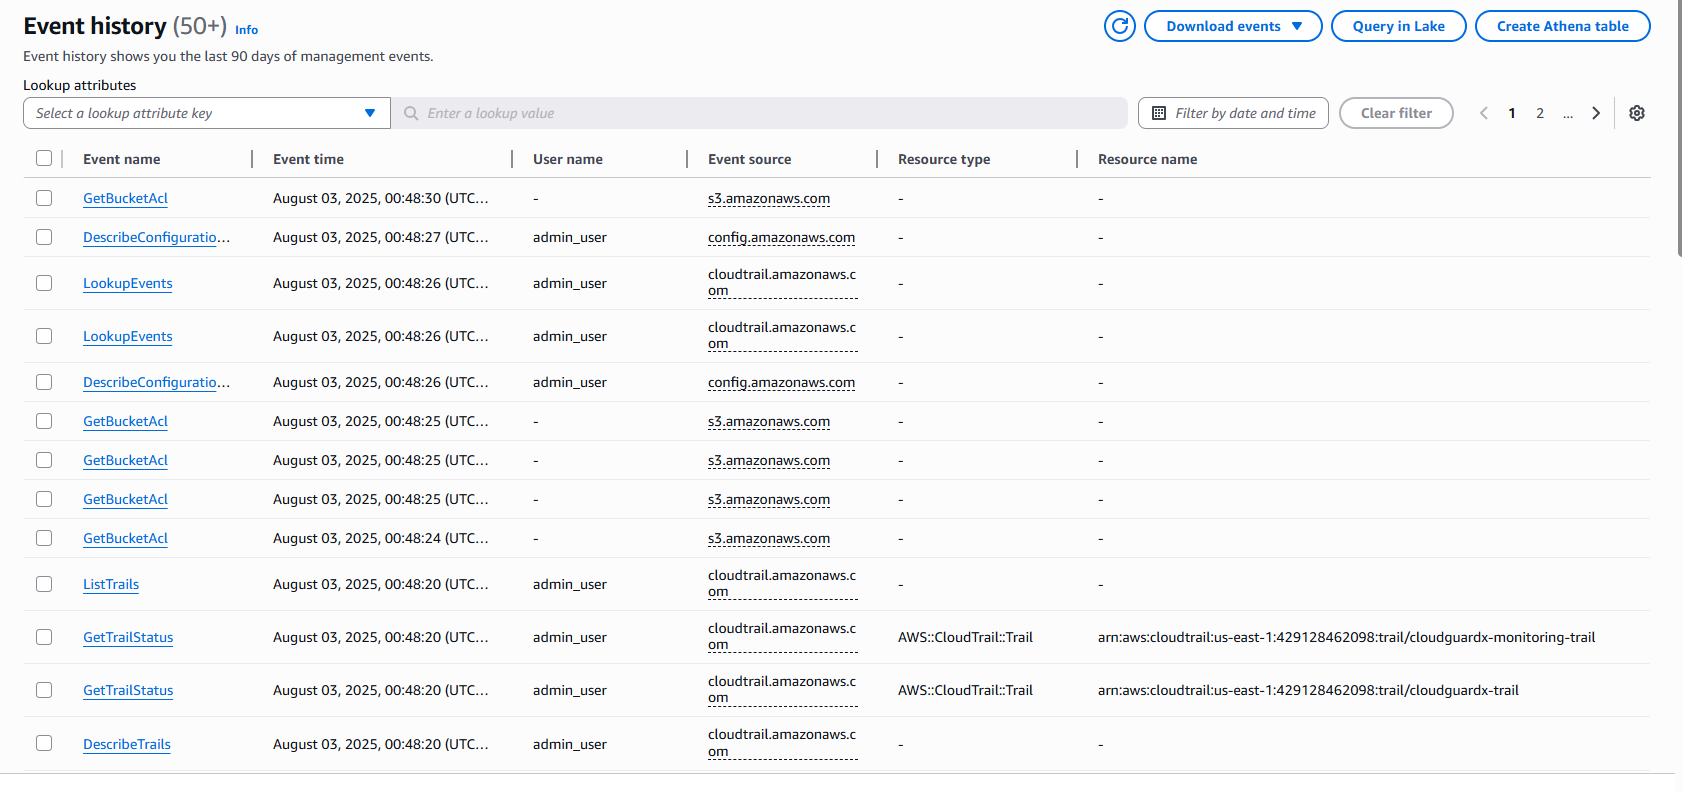 Event history (50+) Info
Download events
Query in Lake
Create Athena table
Event history shows you the last 90 days of management events.
Lookup attributes
Select a lookup attribute key
Enter a lookup value
Filter by date and time
Clear filter
1 2 ...
Event name Event time User name Event source Resource type Resource name
GetBucketAcl August 03, 2025, 00:48:30 (UTC... - s3.amazonaws.com - -
DescribeConfiguratio... August 03, 2025, 00:48:27 (UTC... admin_user config.amazonaws.com - -
LookupEvents August 03, 2025, 00:48:26 (UTC... admin_user cloudtrail.amazonaws.c - -
om
LookupEvents August 03, 2025, 00:48:26 (UTC... admin_user cloudtrail.amazonaws.c - -
om
DescribeConfiguratio... August 03, 2025, 00:48:26 (UTC... admin_user config.amazonaws.com - -
GetBucketAcl August 03, 2025, 00:48:25 (UTC... - s3.amazonaws.com - -
GetBucketAcl August 03, 2025, 00:48:25 (UTC... - s3.amazonaws.com - -
GetBucketAcl August 03, 2025, 00:48:25 (UTC... - s3.amazonaws.com - -
GetBucketAcl August 03, 2025, 00:48:24 (UTC... - s3.amazonaws.com - -
ListTrails August 03, 2025, 00:48:20 (UTC... admin_user cloudtrail.amazonaws.c - -
om
GetTrailStatus August 03, 2025, 00:48:20 (UTC... admin_user cloudtrail.amazonaws.c AWS::CloudTrail::Trail arn:aws:cloudtrail:us-east-1:429128462098:trail/cloudguardx-monitoring-trail
om
GetTrailStatus August 03, 2025, 00:48:20 (UTC... admin_user cloudtrail.amazonaws.c AWS::CloudTrail::Trail arn:aws:cloudtrail:us-east-1:429128462098:trail/cloudguardx-trail
om
DescribeTrails August 03, 2025, 00:48:20 (UTC... admin_user cloudtrail.amazonaws.c - -
om